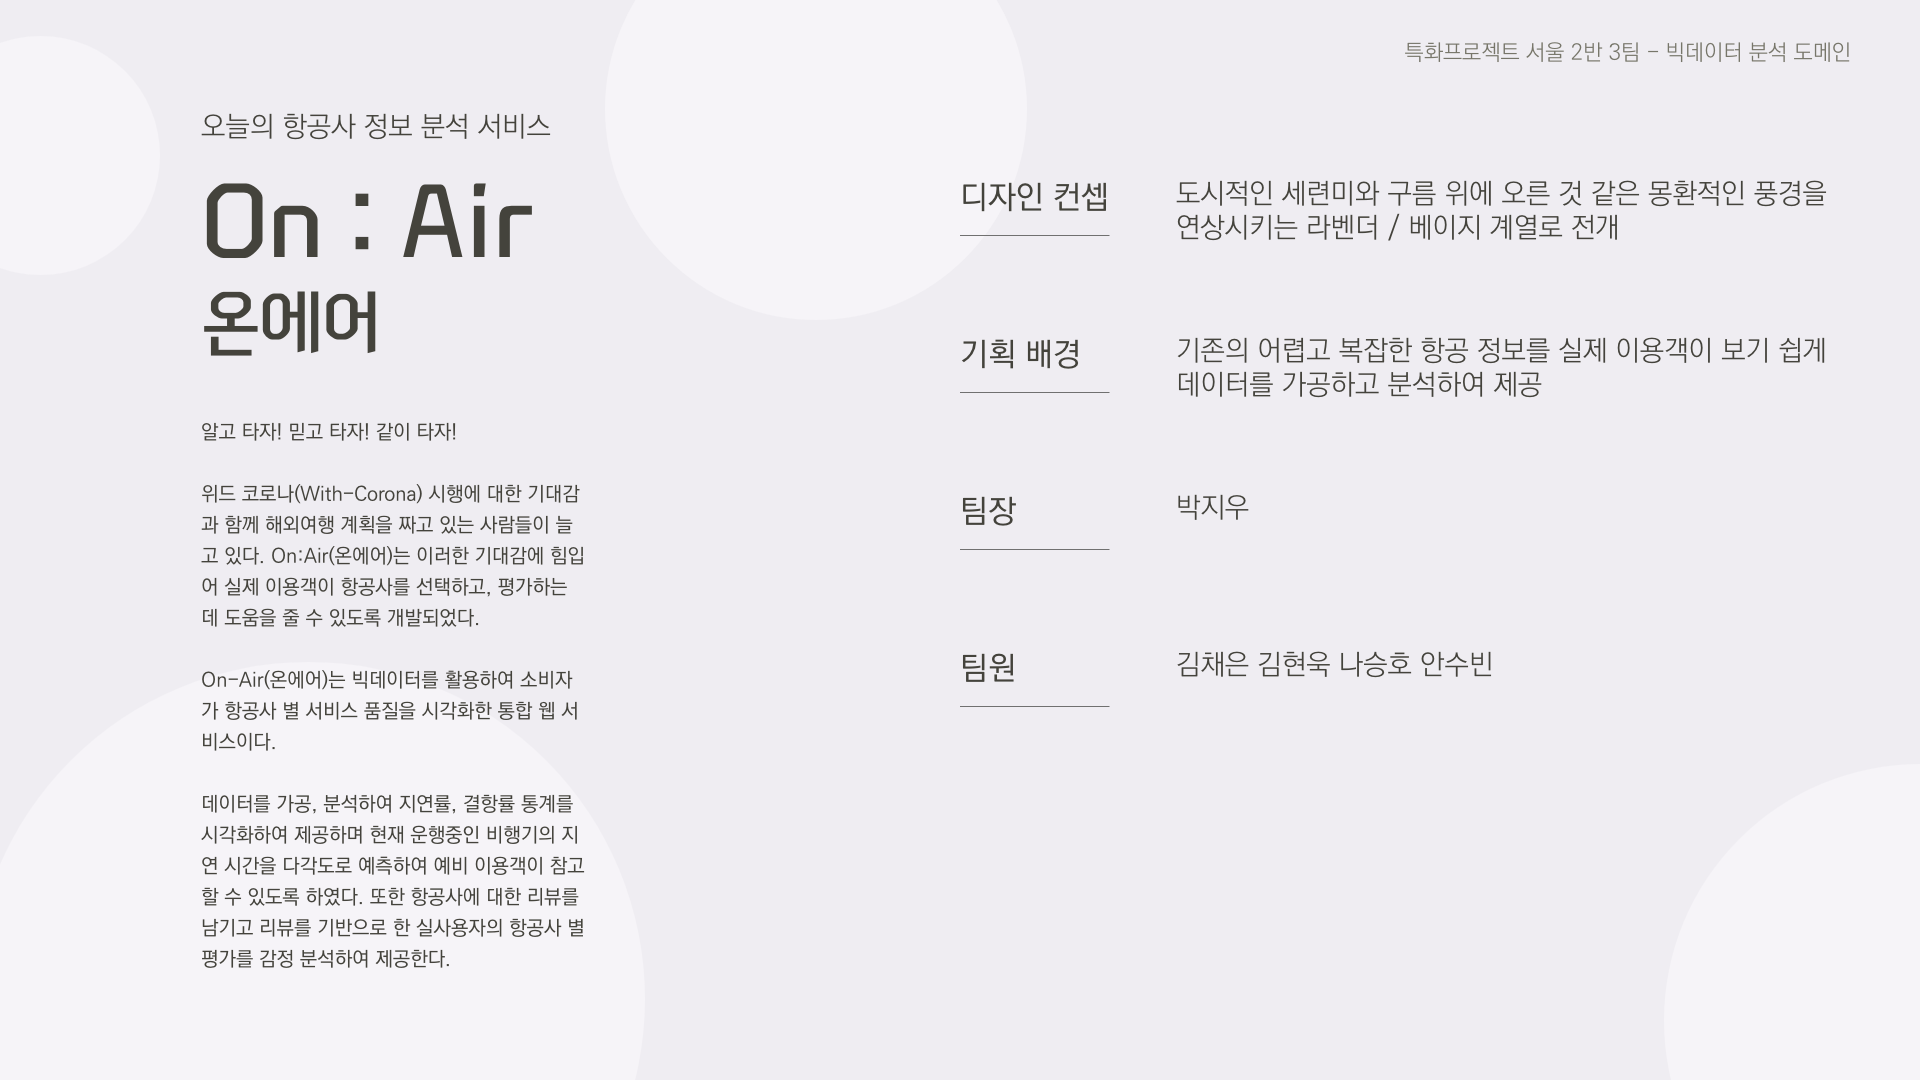 특화프로젝트 서울 2반 3팀 - 빅데이터 분석 도메인
오늘의 항공사 정보 분석 서비스
On : Air
온에어
알고 타자! 믿고 타자! 같이 타자!
위드 코로나(With-Corona) 시행에 대한 기대감
과 함께 해외여행 계획을 짜고 있는 사람들이 늘
고 있다. On:Air(온에어)는 이러한 기대감에 힘입
어 실제 이용객이 항공사를 선택하고, 평가하는
데 도움을 줄 수 있도록 개발되었다.
On-Air(온에어)는 빅데이터를 활용하여 소비자
가 항공사 별 서비스 품질을 시각화한 통합 웹 서
비스이다.
데이터를 가공, 분석하여 지연률, 결항률 통계를
시각화하여 제공하며 현재 운행중인 비행기의 지
연 시간을 다각도로 예측하여 예비 이용객이 참고
할 수 있도록 하였다. 또한 항공사에 대한 리뷰를
남기고 리뷰를 기반으로 한 실사용자의 항공사 별
평가를 감정 분석하여 제공한다.
디자인 컨셉
도시적인 세련미와 구름 위에 오른 것 같은 몽환적인 풍경을
연상시키는 라벤더 / 베이지 계열로 전개
기획 배경
기존의 어렵고 복잡한 항공 정보를 실제 이용객이 보기 쉽게
데이터를 가공하고 분석하여 제공
팀장
박지우
팀원
김채은 김현욱 나승호 안수빈